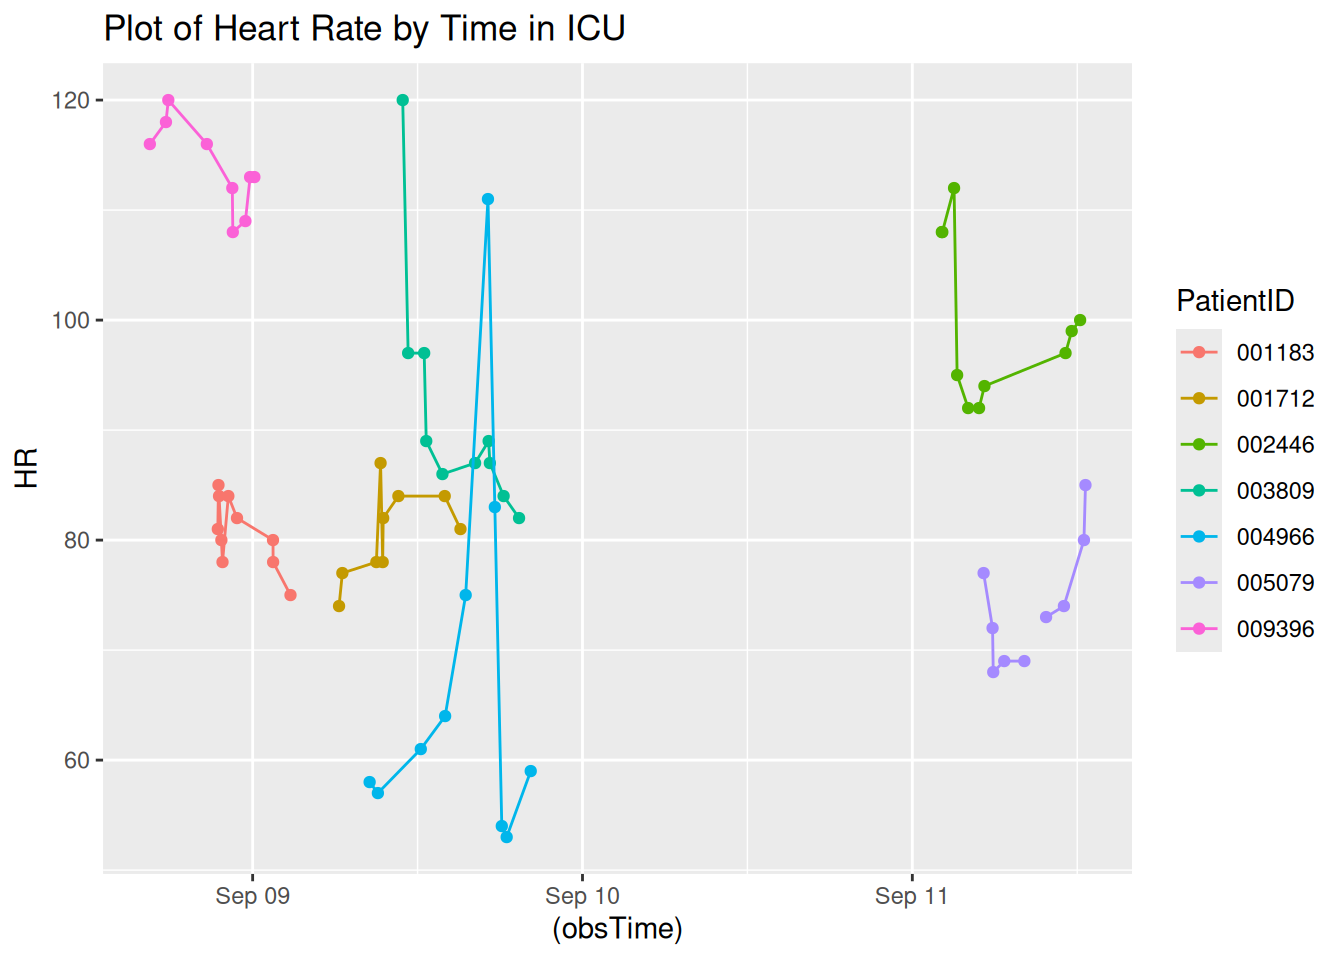 Plot of Heart Rate by Time in ICU
120
100
80
60
HR
Sep 09
Sep 10
Sep 11
(obsTime)
PatientID
001183
001712
002446
003809
004966
005079
009396